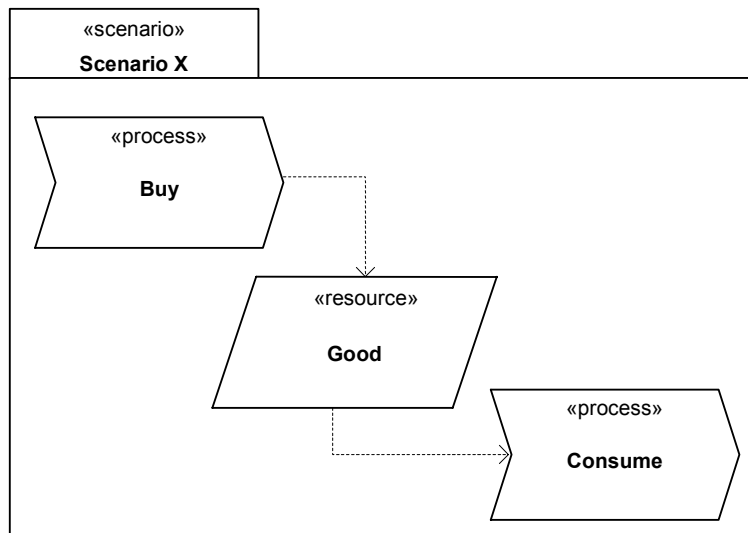 «scenario»
Scenario X
«process»
Buy
«resource»
Good
«process»
Consume